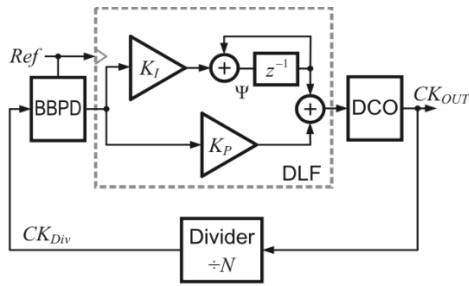 Ref
BBPD
K_I
z⁻¹
Ψ
K_P
DLF
DCO
CK_OUT
CK_Div
Divider
÷N